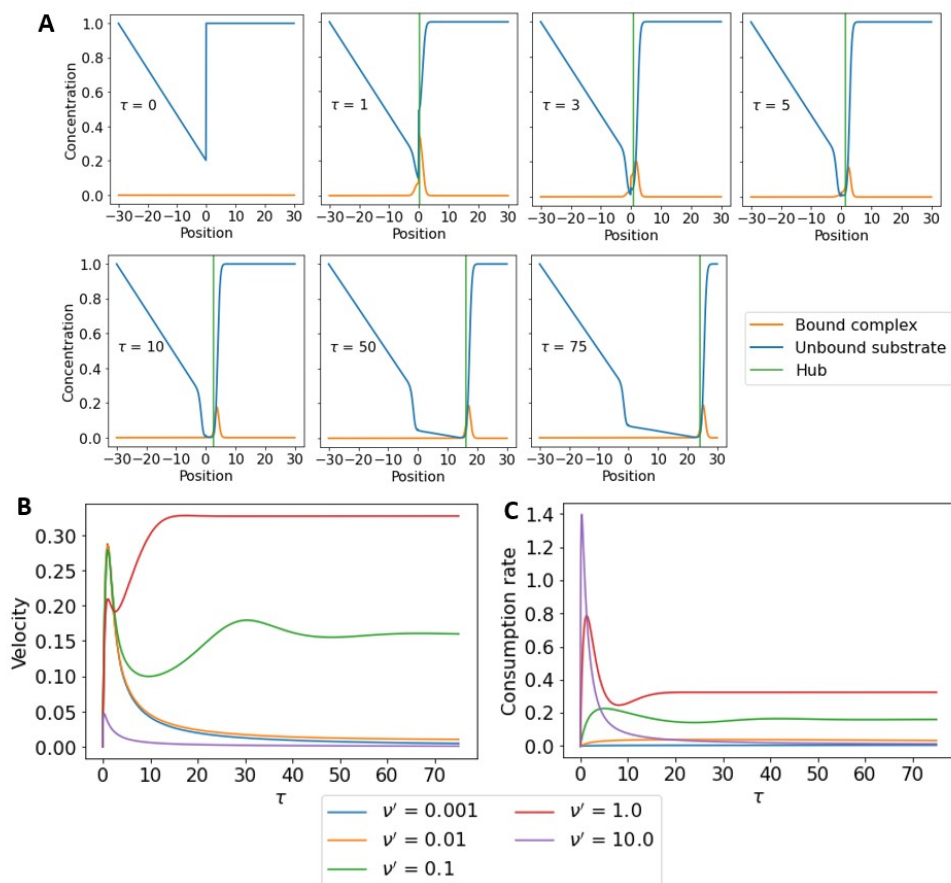 A
Concentration
1.0
0.8
0.6
0.4
0.2
0.0
τ = 0
τ = 1
τ = 3
τ = 5
−30 −20 −10 0 10 20 30
−30 −20 −10 0 10 20 30
−30 −20 −10 0 10 20 30
−30 −20 −10 0 10 20 30
Position
Position
Position
Position
Concentration
1.0
0.8
0.6
0.4
0.2
0.0
τ = 10
τ = 50
τ = 75
−30 −20 −10 0 10 20 30
−30 −20 −10 0 10 20 30
−30 −20 −10 0 10 20 30
Position
Position
Position
Bound complex
Unbound substrate
Hub
B
Velocity
0.30
0.25
0.20
0.15
0.10
0.05
0.00
0 10 20 30 40 50 60 70
τ
C
Consumption rate
1.4
1.2
1.0
0.8
0.6
0.4
0.2
0.0
0 10 20 30 40 50 60 70
τ
ν′ = 0.001
ν′ = 0.01
ν′ = 0.1
ν′ = 1.0
ν′ = 10.0